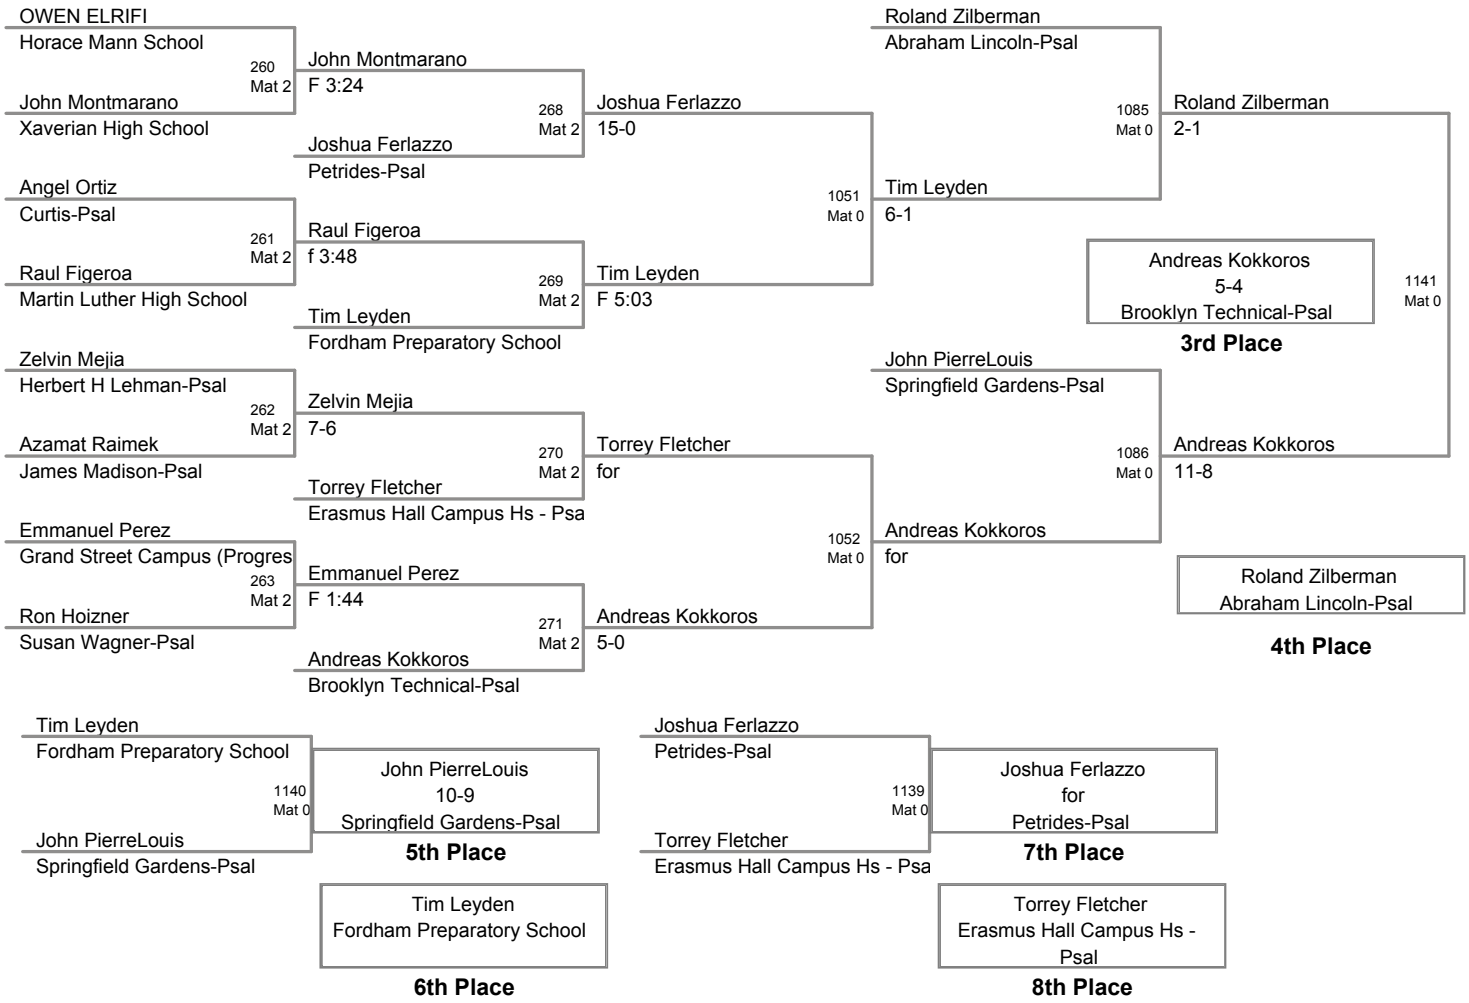 OWEN ELRIFI
Horace Mann School
260
Mat 2
John Montmarano
Xaverian High School
John Montmarano
F 3:24
268
Mat 2
Joshua Ferlazzo
Petrides-Psal
Joshua Ferlazzo
15-0
Angel Ortiz
Curtis-Psal
261
Mat 2
Raul Figeroa
Martin Luther High School
Raul Figeroa
f 3:48
269
Mat 2
Tim Leyden
Fordham Preparatory School
Tim Leyden
F 5:03
1051
Mat 0
Zelvin Mejia
Herbert H Lehman-Psal
262
Mat 2
Azamat Raimek
James Madison-Psal
Zelvin Mejia
7-6
270
Mat 2
Torrey Fletcher
Erasmus Hall Campus Hs - Psa
Torrey Fletcher
for
Emmanuel Perez
Grand Street Campus (Progres
263
Mat 2
Ron Hoizner
Susan Wagner-Psal
Emmanuel Perez
F 1:44
271
Mat 2
Andreas Kokkoros
Brooklyn Technical-Psal
Andreas Kokkoros
5-0
1052
Mat 0
Roland Zilberman
Abraham Lincoln-Psal
1085
Mat 0
Tim Leyden
6-1
Roland Zilberman
2-1
Andreas Kokkoros
5-4
Brooklyn Technical-Psal
3rd Place
1141
Mat 0
John PierreLouis
Springfield Gardens-Psal
1086
Mat 0
Andreas Kokkoros
for
Andreas Kokkoros
11-8
Roland Zilberman
Abraham Lincoln-Psal
4th Place
Tim Leyden
Fordham Preparatory School
1140
Mat 0
John PierreLouis
Springfield Gardens-Psal
John PierreLouis
10-9
Springfield Gardens-Psal
5th Place
Tim Leyden
Fordham Preparatory School
6th Place
Joshua Ferlazzo
Petrides-Psal
1139
Mat 0
Torrey Fletcher
Erasmus Hall Campus Hs - Psa
Joshua Ferlazzo
for
Petrides-Psal
7th Place
Torrey Fletcher
Erasmus Hall Campus Hs -
Psal
8th Place